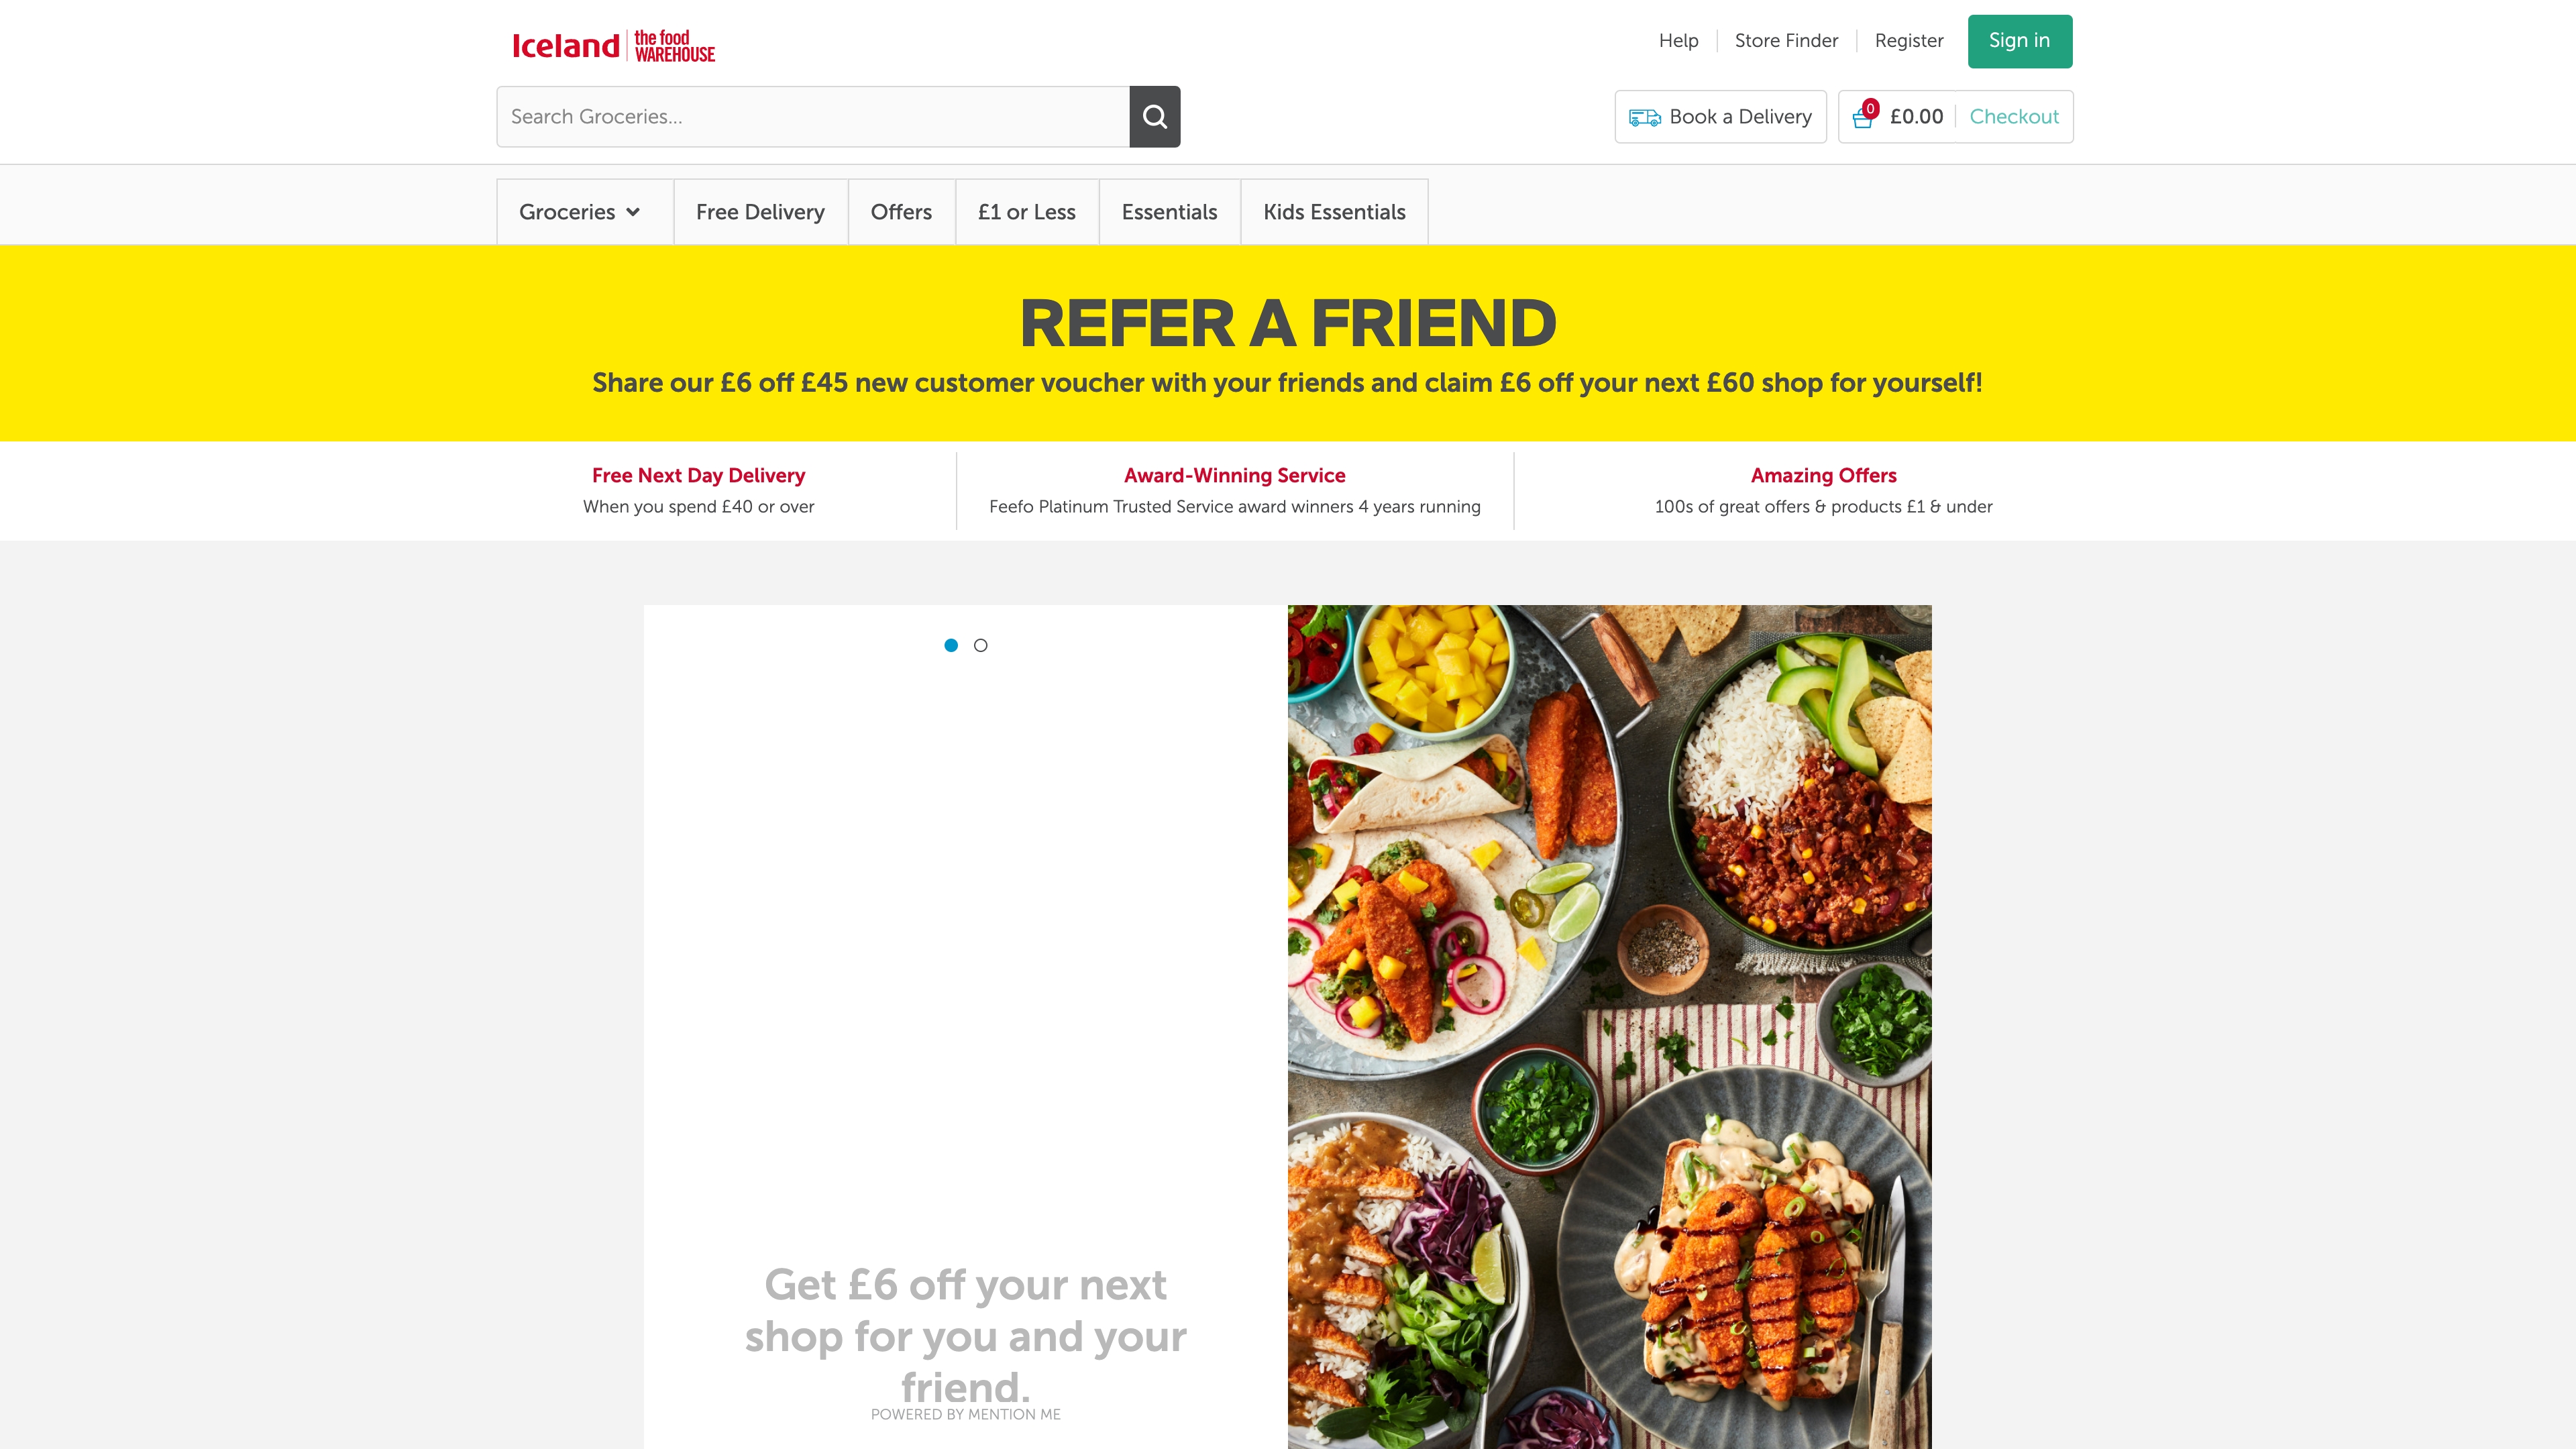 Iceland the food WAREHOUSE
Help Store Finder Register Sign in
Search Groceries...
Book a Delivery 0 £0.00 Checkout
Groceries Free Delivery Offers £1 or Less Essentials Kids Essentials
REFER A FRIEND
Share our £6 off £45 new customer voucher with your friends and claim £6 off your next £60 shop for yourself!
Free Next Day Delivery
When you spend £40 or over
Award-Winning Service
Feefo Platinum Trusted Service award winners 4 years running
Amazing Offers
100s of great offers & products £1 & under
Get £6 off your next
shop for you and your
friend.
POWERED BY MENTION ME